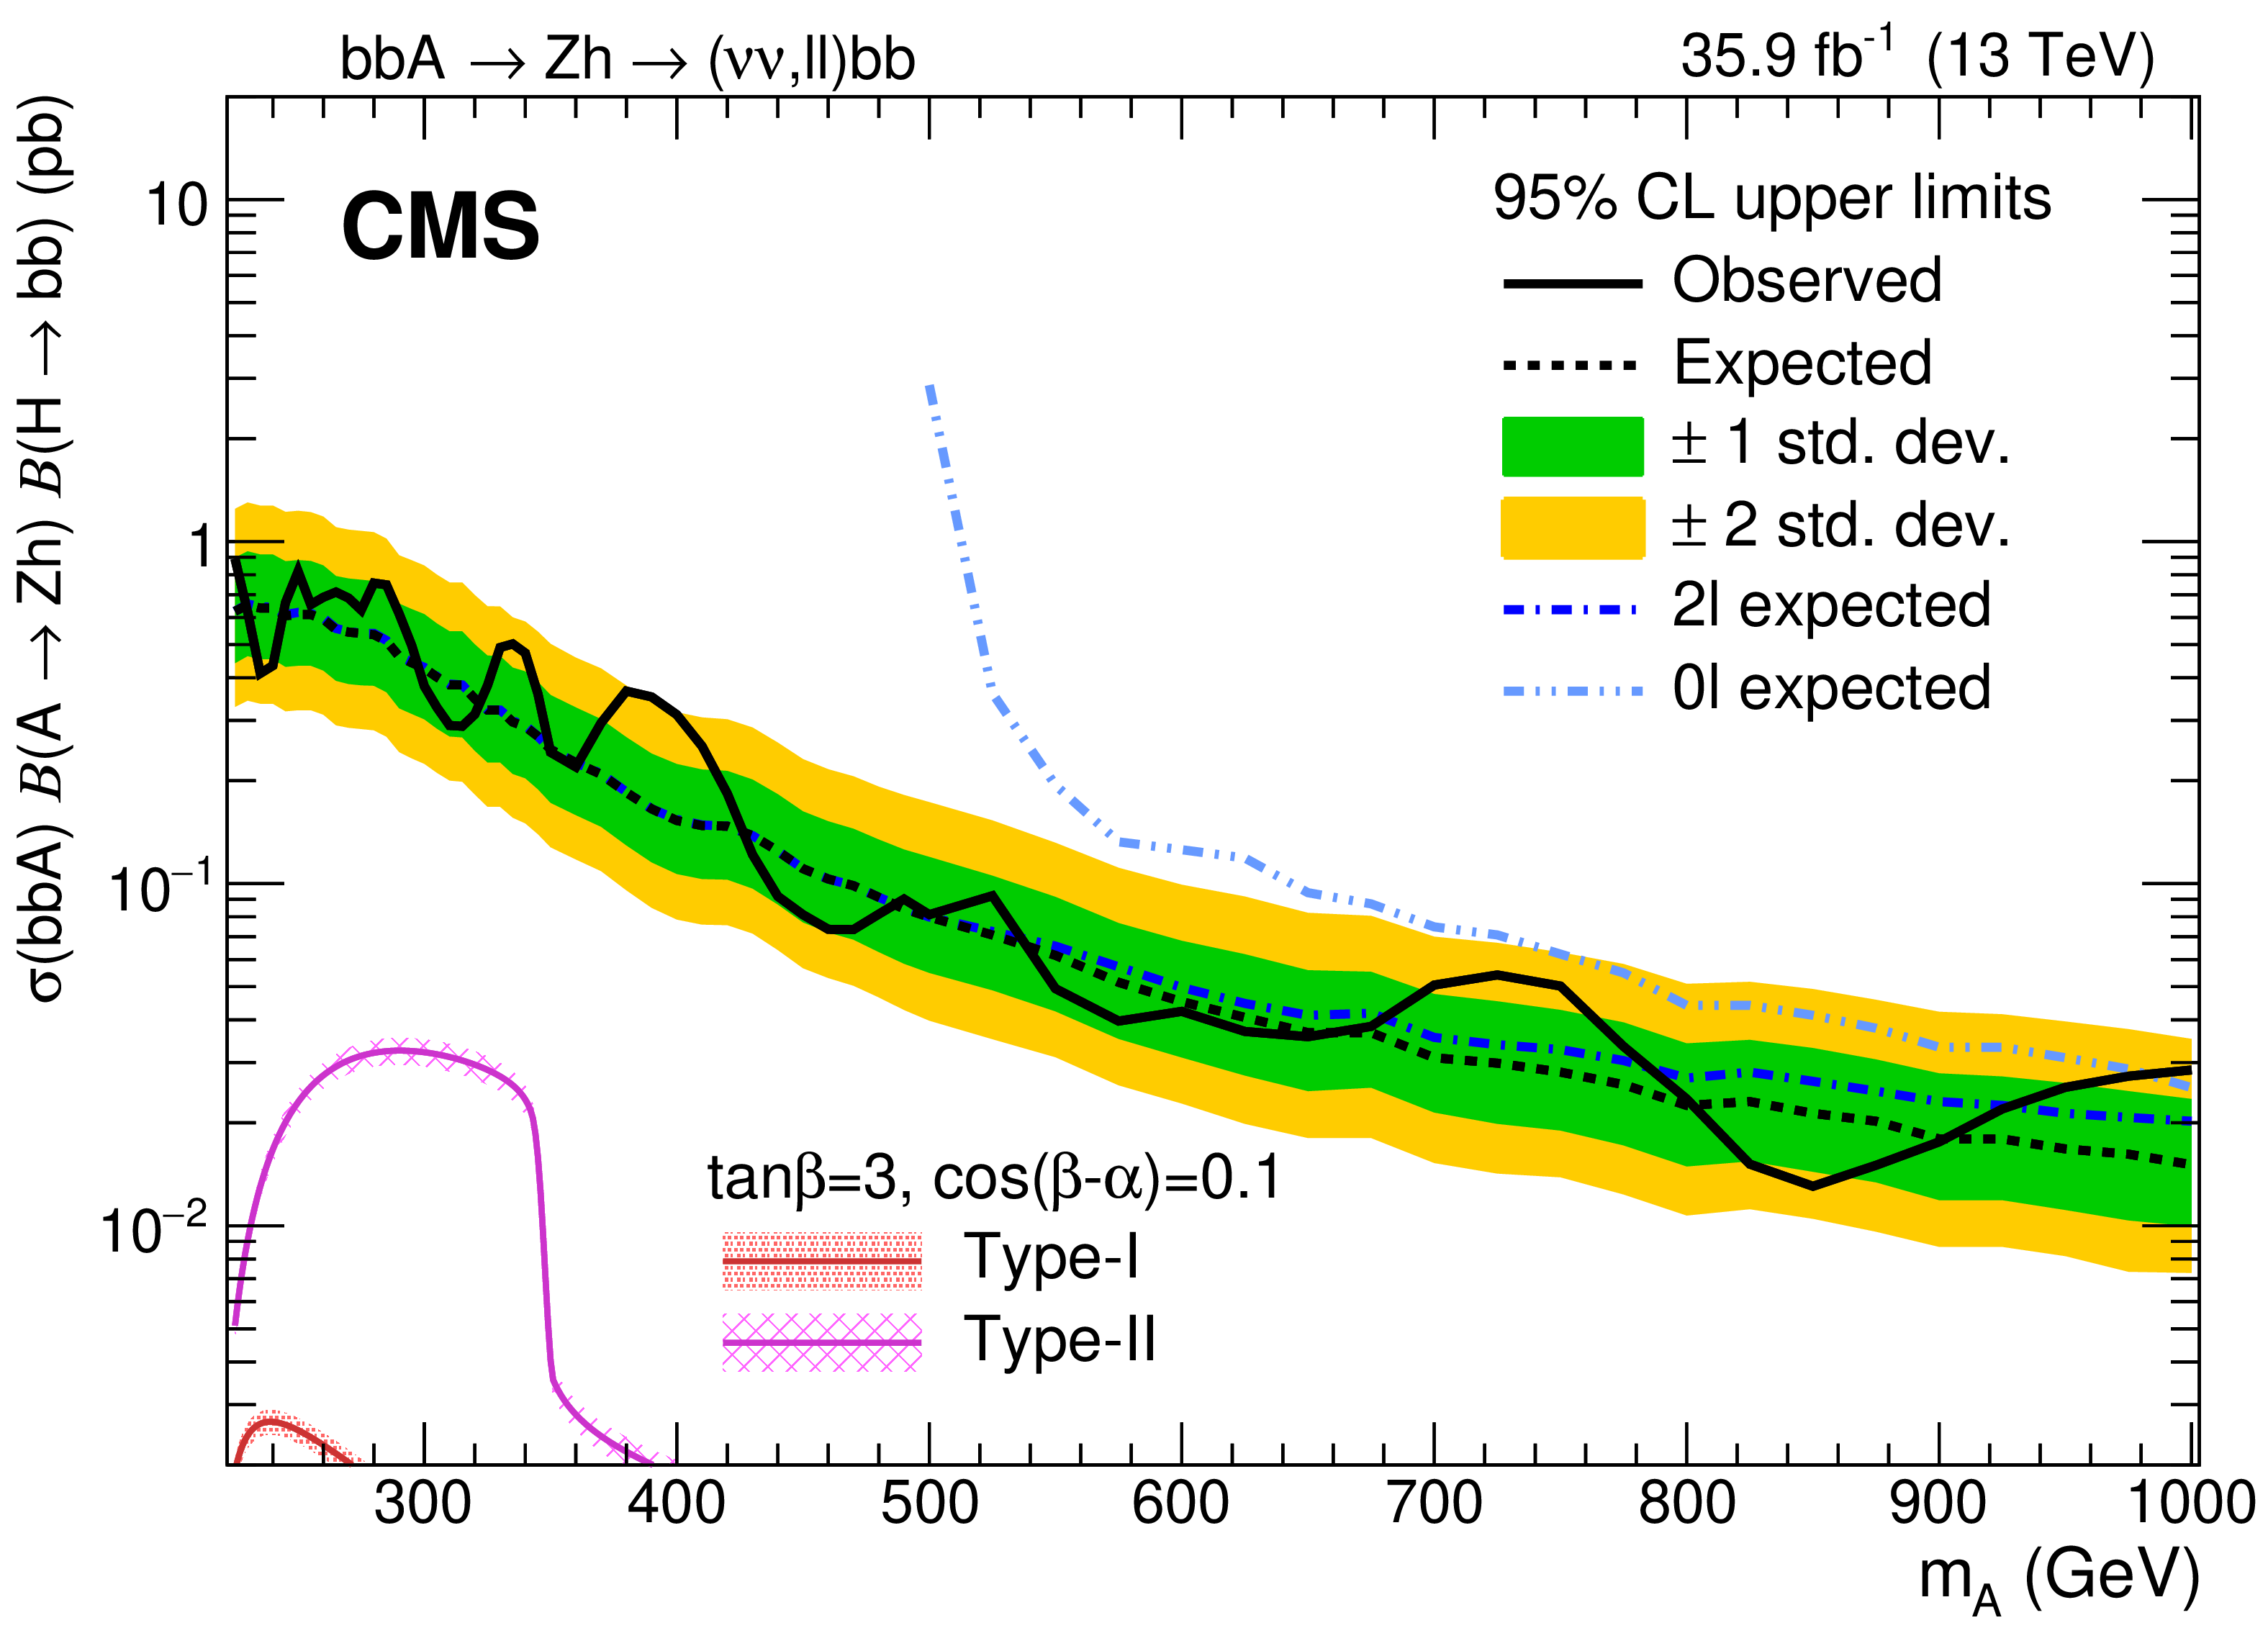 bbA → Zh → (νν,ll)bb
35.9 fb⁻¹ (13 TeV)
σ(bbA) B(A → Zh) B(H → bb) (pb)
CMS
95% CL upper limits
Observed
Expected
± 1 std. dev.
± 2 std. dev.
2l expected
0l expected
10
1
10⁻¹
10⁻²
tanβ=3, cos(β-α)=0.1
Type-I
Type-II
300 400 500 600 700 800 900 1000
m_A (GeV)